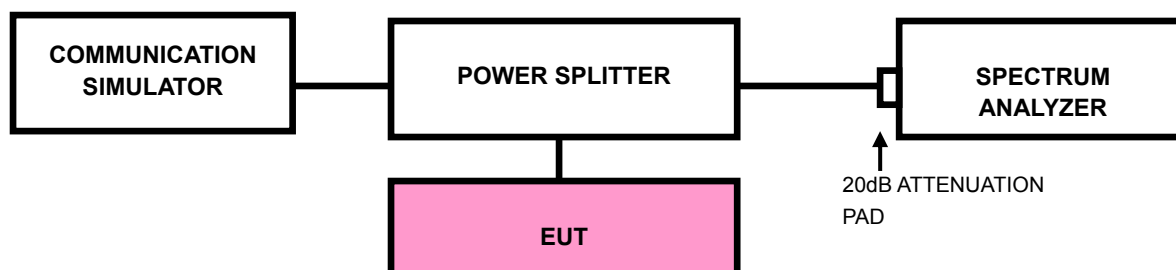 COMMUNICATION
SIMULATOR
POWER SPLITTER
SPECTRUM
ANALYZER
20dB ATTENUATION
PAD
EUT